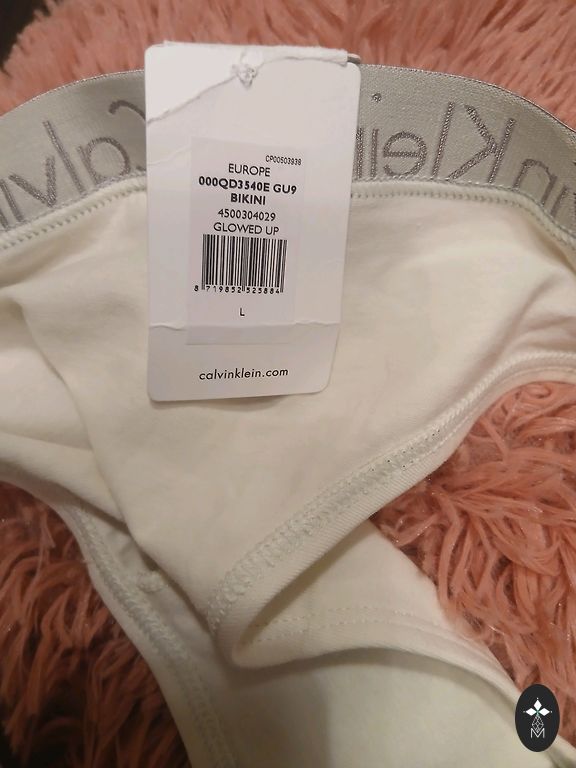 Calvin Klein
CP00503938
EUROPE
000QD3540E GU9
BIKINI
4500304029
GLOWED UP
8 719852 525884
L
calvinklein.com
M